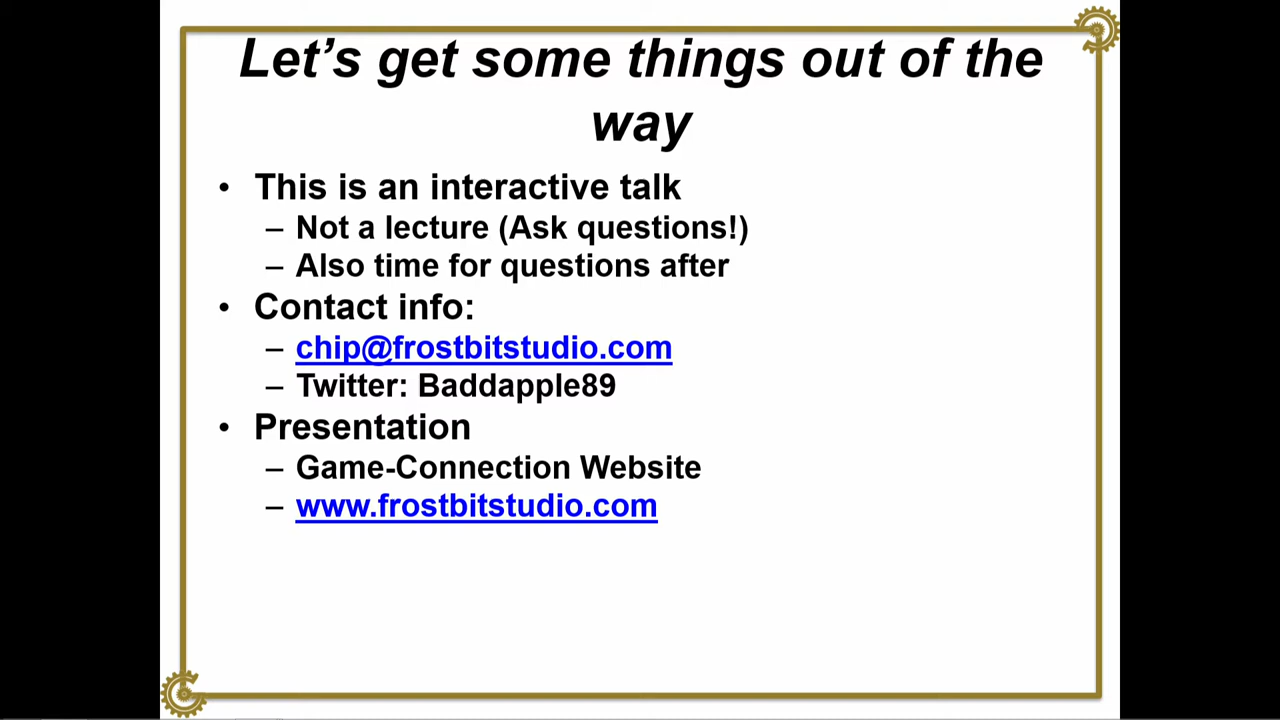 Let’s get some things out of the
way
• This is an interactive talk
– Not a lecture (Ask questions!)
– Also time for questions after
• Contact info:
– chip@frostbitstudio.com
– Twitter: Baddapple89
• Presentation
– Game-Connection Website
– www.frostbitstudio.com